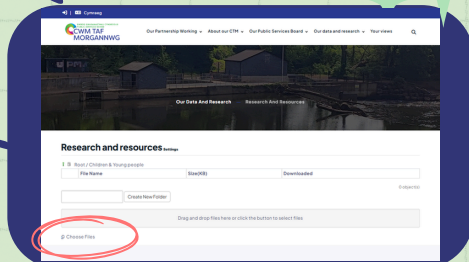 Cymraeg
CWM TAF
MORGANNWG
Our Partnership Working
About our CTM
Our Public Services Board
Our data and research
Your views
Our Data And Research
Research And Resources
Research and resources Settings
Root / Children & Young people
File Name
Size(KB)
Downloaded
0 object(s)
Create New Folder
Drag and drop files here or click the button to select files
Choose Files